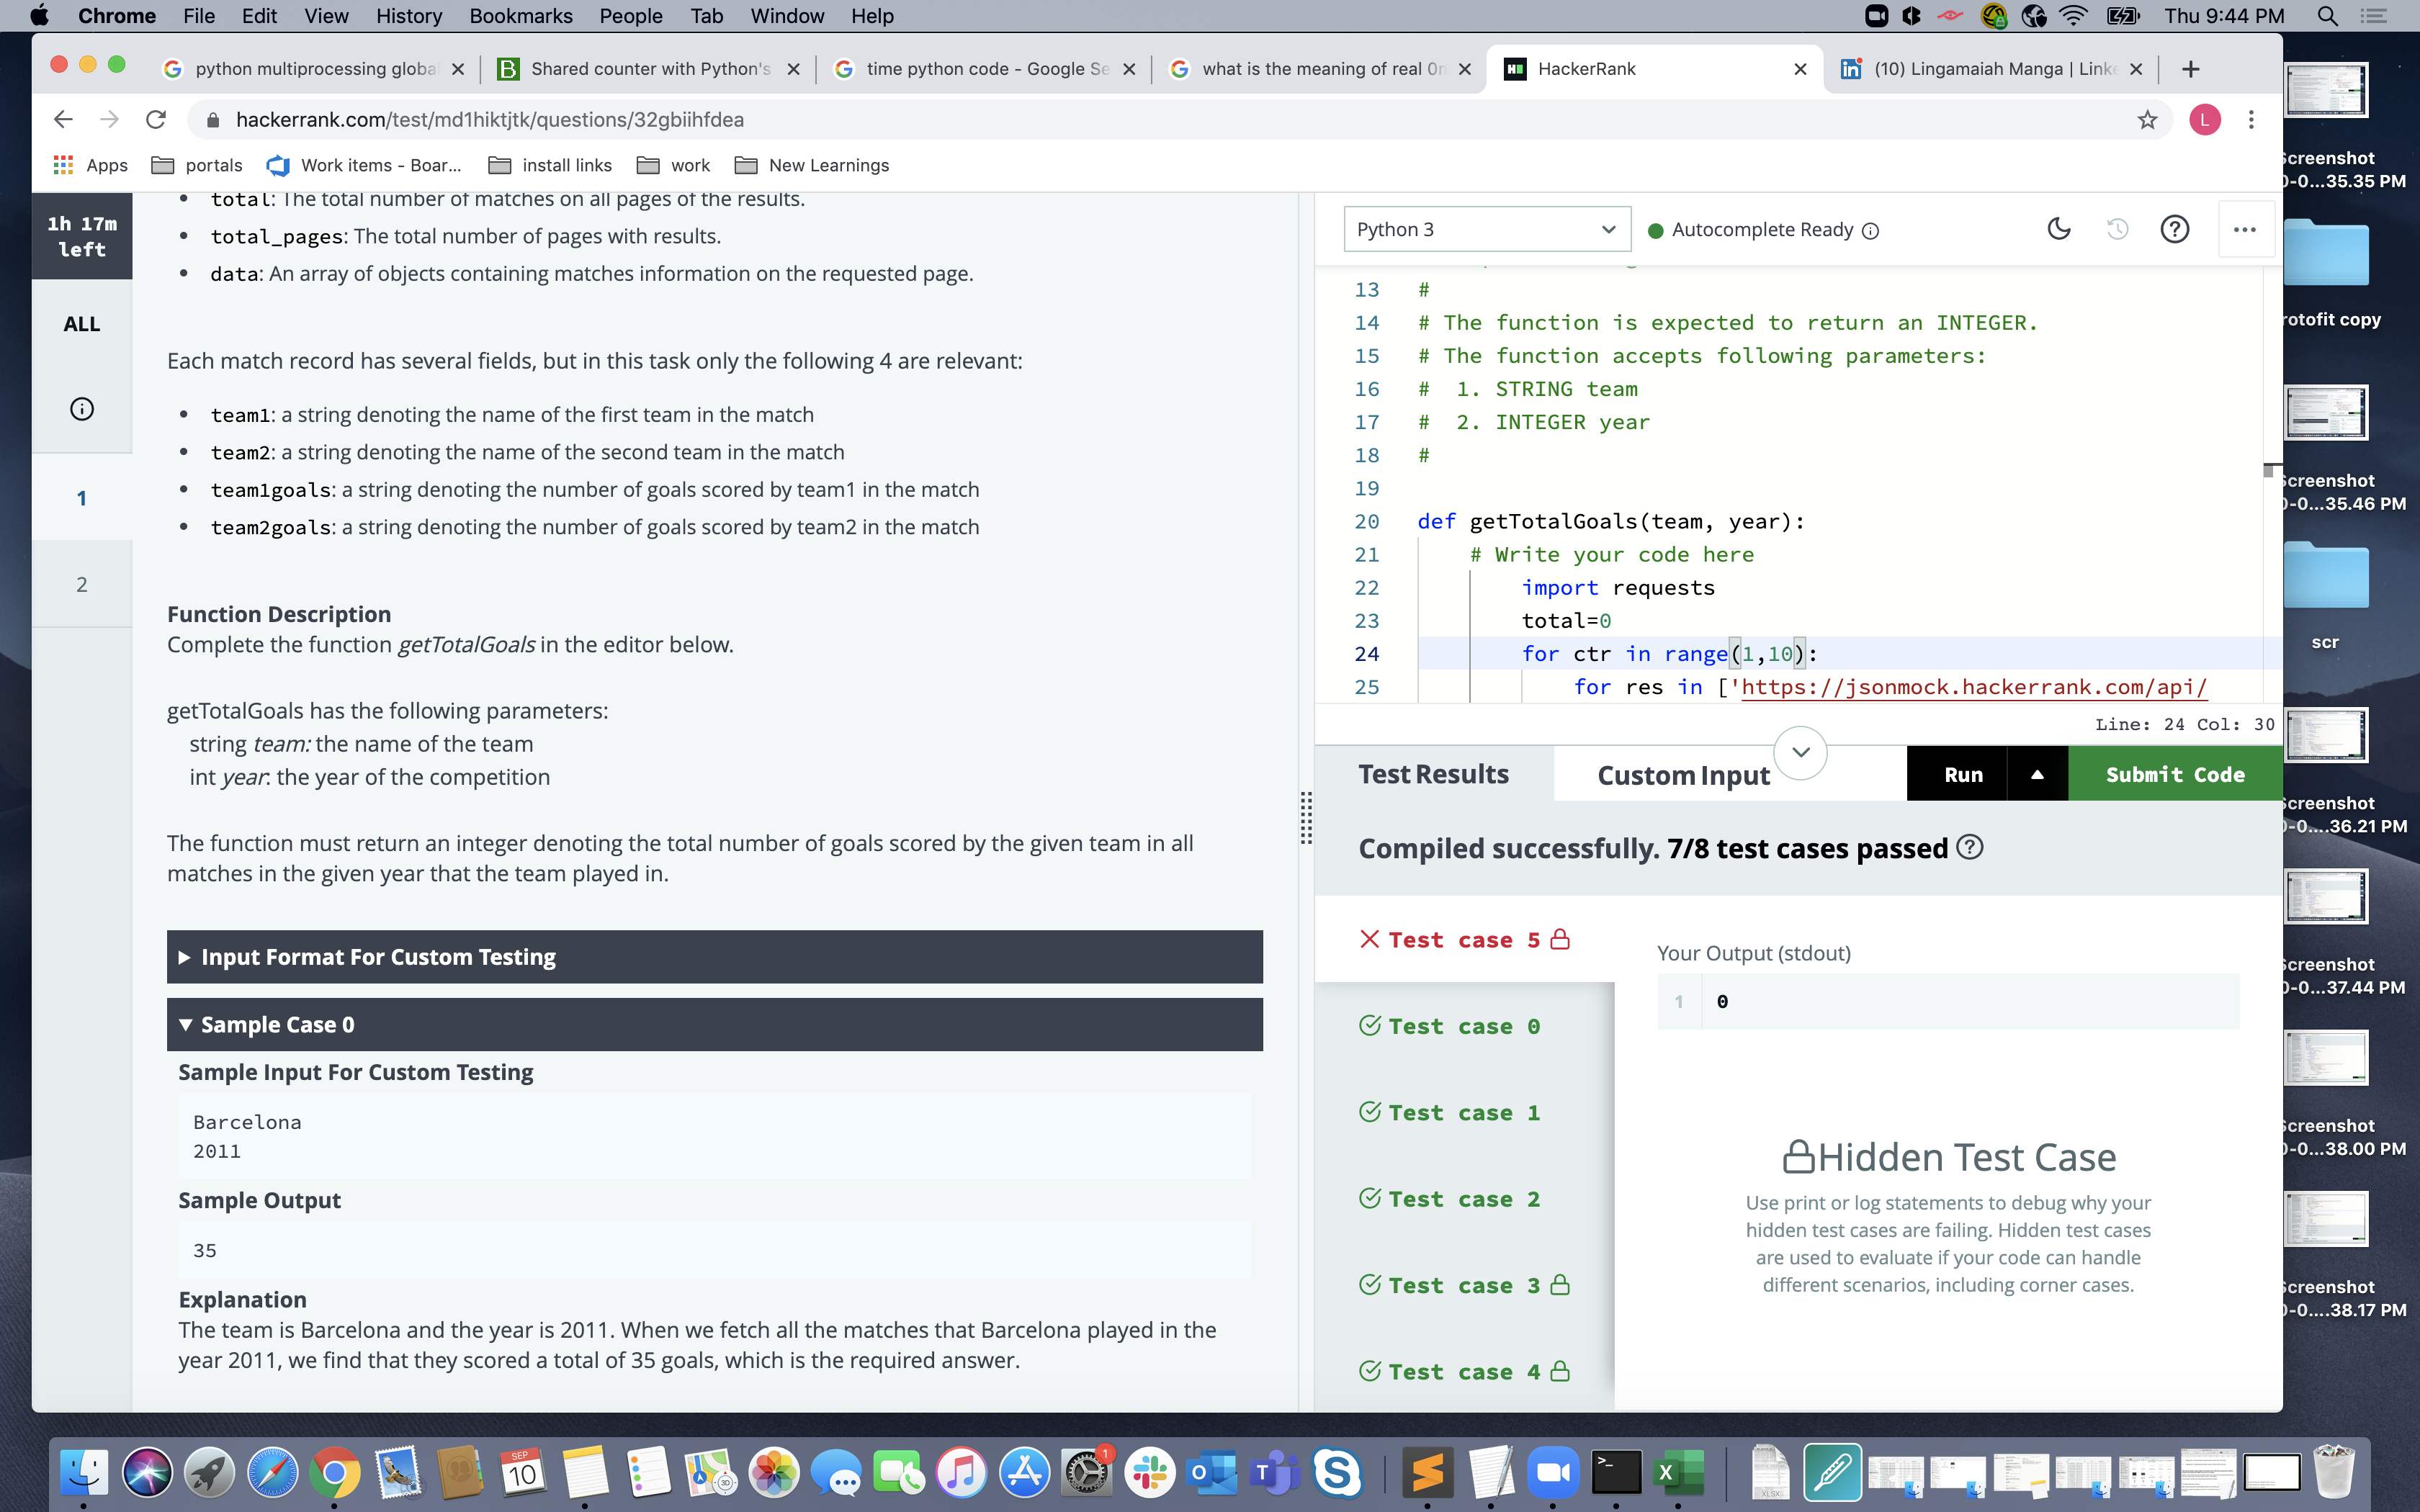 Chrome File Edit View History Bookmarks People Tab Window Help
Thu 9:44 PM
python multiprocessing globa
Shared counter with Python's
time python code - Google Se
what is the meaning of real 0
HackerRank
(10) Lingamaiah Manga | Link
hackerrank.com/test/md1hiktjtk/questions/32gbiihfdea
L
Apps portals Work items - Boar... install links work New Learnings
1h 17m
left
ALL
1
2
total: The total number of matches on all pages of the results.
total_pages: The total number of pages with results.
data: An array of objects containing matches information on the requested page.
Each match record has several fields, but in this task only the following 4 are relevant:
team1: a string denoting the name of the first team in the match
team2: a string denoting the name of the second team in the match
team1goals: a string denoting the number of goals scored by team1 in the match
team2goals: a string denoting the number of goals scored by team2 in the match
Function Description
Complete the function getTotalGoals in the editor below.
getTotalGoals has the following parameters:
string team: the name of the team
int year: the year of the competition
The function must return an integer denoting the total number of goals scored by the given team in all
matches in the given year that the team played in.
Input Format For Custom Testing
Sample Case 0
Sample Input For Custom Testing
Barcelona
2011
Sample Output
35
Explanation
The team is Barcelona and the year is 2011. When we fetch all the matches that Barcelona played in the
year 2011, we find that they scored a total of 35 goals, which is the required answer.
Python 3
Autocomplete Ready
13 #
14 # The function is expected to return an INTEGER.
15 # The function accepts following parameters:
16 # 1. STRING team
17 # 2. INTEGER year
18 #
19
20 def getTotalGoals(team, year):
21 # Write your code here
22 import requests
23 total=0
24 for ctr in range(1,10):
25 for res in ['https://jsonmock.hackerrank.com/api/
Line: 24 Col: 30
Test Results
Custom Input
Run
Submit Code
Compiled successfully. 7/8 test cases passed
Test case 5
Test case 0
Test case 1
Test case 2
Test case 3
Test case 4
Your Output (stdout)
1 0
Hidden Test Case
Use print or log statements to debug why your
hidden test cases are failing. Hidden test cases
are used to evaluate if your code can handle
different scenarios, including corner cases.
Screenshot
0-0...35.35 PM
rotofit copy
Screenshot
0-0...35.46 PM
scr
Screenshot
0-0....36.21 PM
Screenshot
0-0...37.44 PM
Screenshot
0-0...38.00 PM
Screenshot
0-0....38.17 PM
SEP
10
1
XLSX